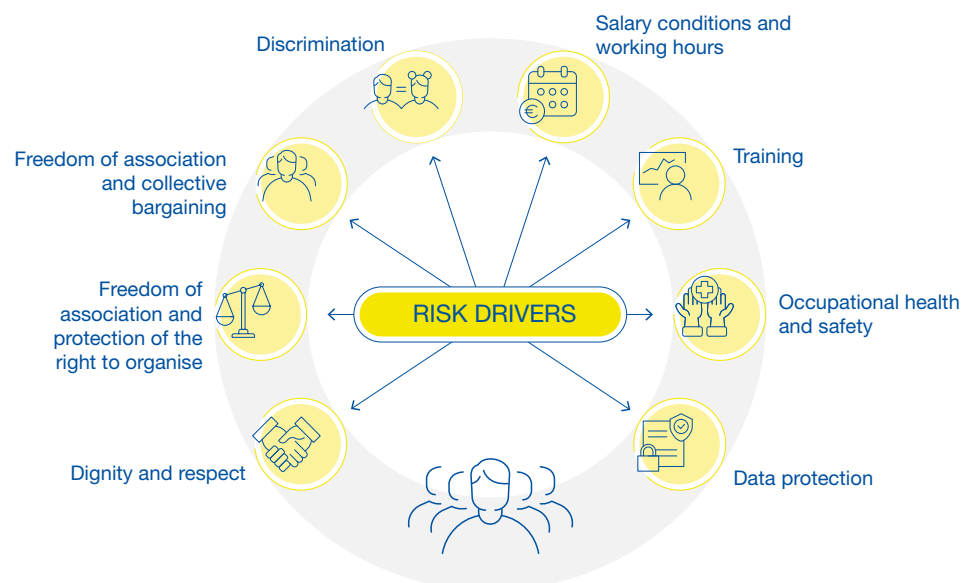 Discrimination
Salary conditions and
working hours
Freedom of association
and collective
bargaining
Training
Freedom of
association and
protection of the
right to organise
RISK DRIVERS
Occupational health
and safety
Dignity and respect
Data protection